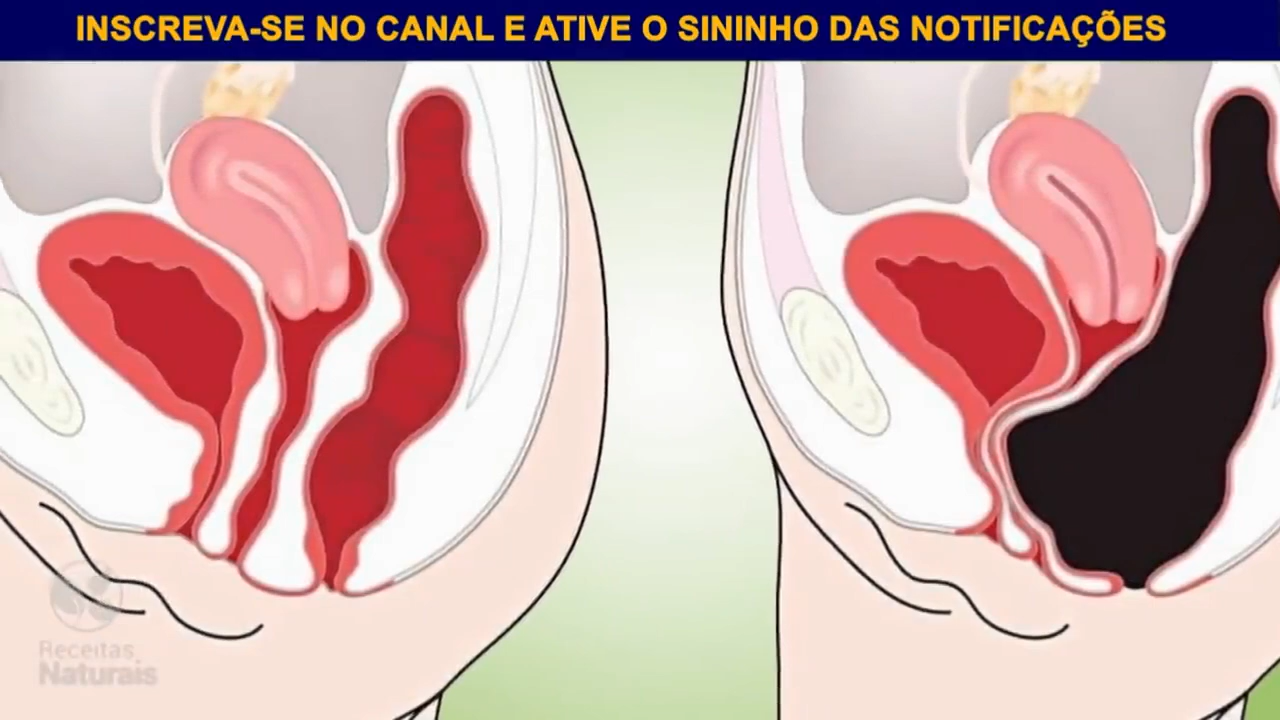 INSCREVA-SE NO CANAL E ATIVE O SININHO DAS NOTIFICAÇÕES
Receitas
Naturais